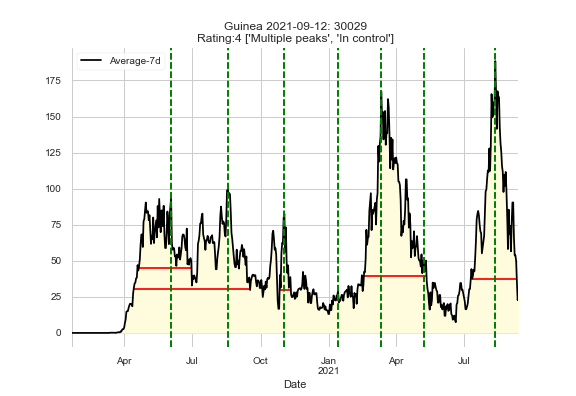 Guinea 2021-09-12: 30029
Rating:4 ['Multiple peaks', 'In control']
Average-7d
175
150
125
100
75
50
25
0
Apr Jul Oct Jan Apr Jul
2021
Date